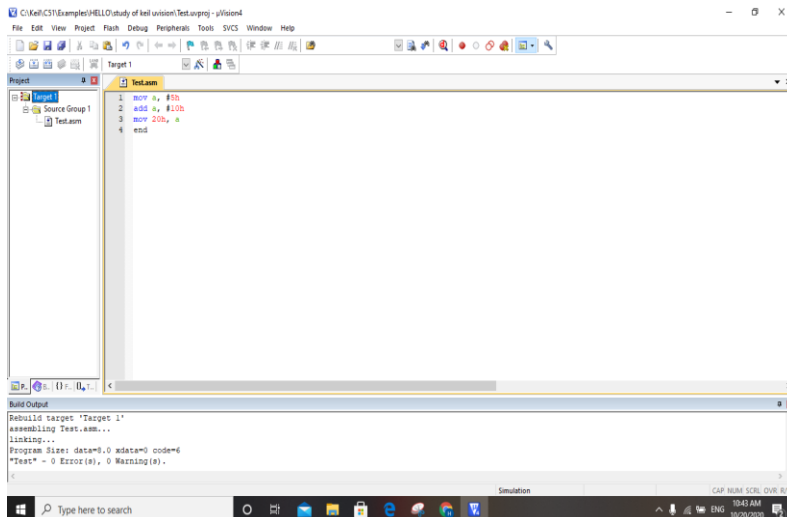 C:\Keil\C51\Examples\HELLO\study of keil uvision\Test.uvproj - µVision4
File Edit View Project Flash Debug Peripherals Tools SVCS Window Help
Target 1
Project
Test.asm
Target 1
Source Group 1
Test.asm
1 mov a, #5h
2 add a, #10h
3 mov 20h, a
4 end
P... S... {} F... T...
Build Output
Rebuild target 'Target 1'
assembling Test.asm...
linking...
Program Size: data=8.0 xdata=0 code=6
"Test" - 0 Error(s), 0 Warning(s).
Simulation
CAP NUM SCRL OVR R/
Type here to search
ENG
10:43 AM
10/20/2020